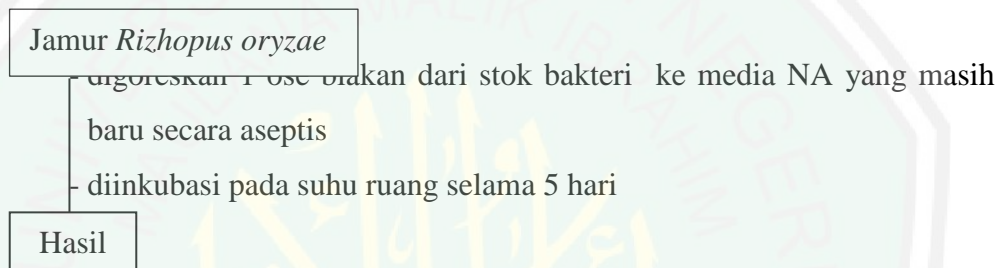 Jamur Rizhopus oryzae
- digoreskan 1 ose biakan dari stok bakteri ke media NA yang masih
baru secara aseptis
- diinkubasi pada suhu ruang selama 5 hari
Hasil